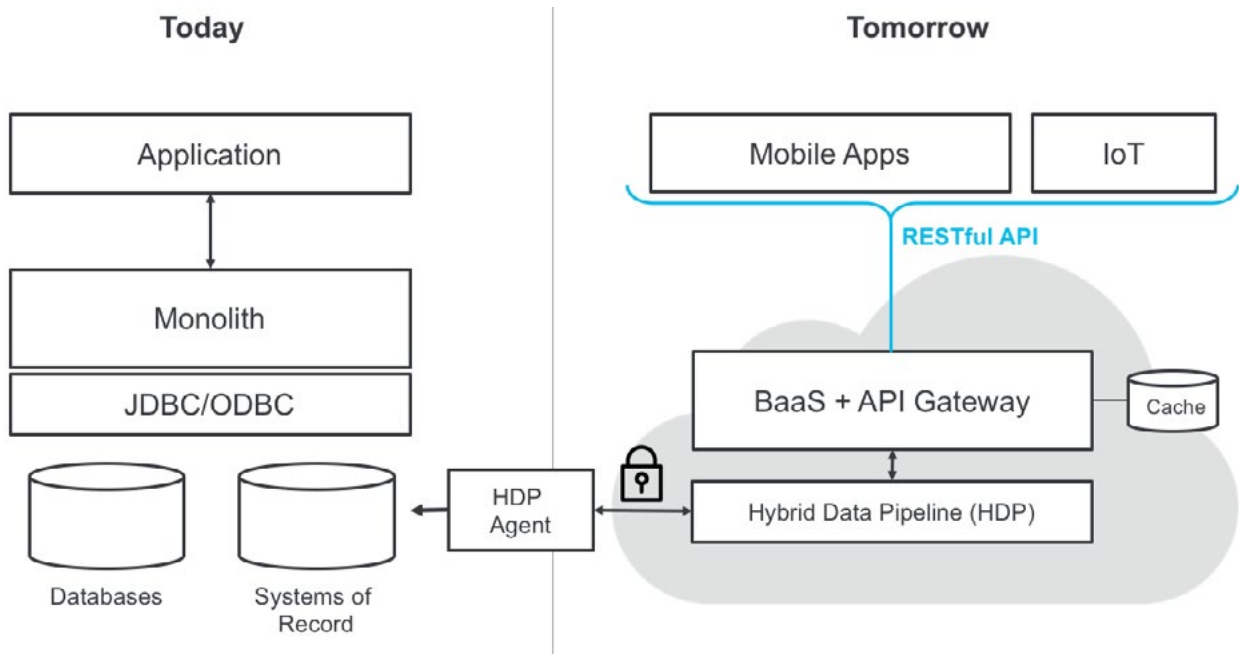 Today
Application
Monolith
JDBC/ODBC
Databases
Systems of
Record
HDP
Agent
Tomorrow
Mobile Apps
IoT
RESTful API
BaaS + API Gateway
Cache
Hybrid Data Pipeline (HDP)